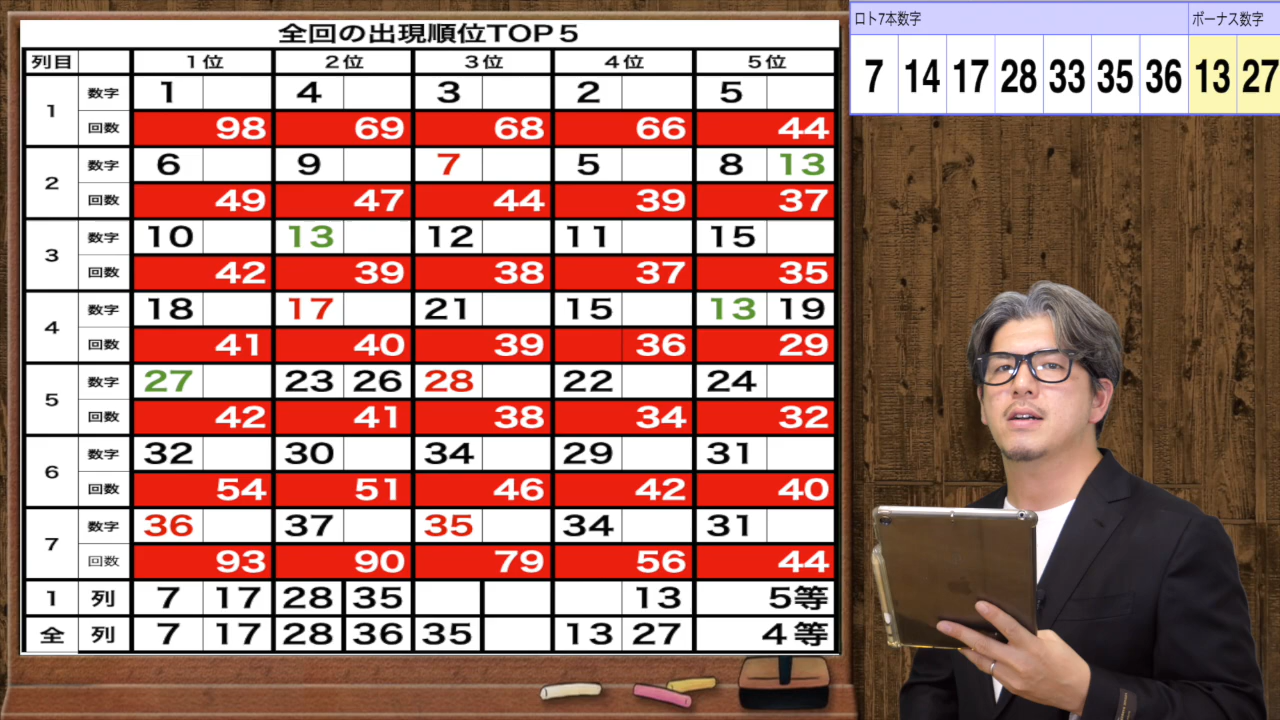 全回の出現順位TOP5
列目 1位 2位 3位 4位 5位
1 数字 1 4 3 2 5
回数 98 69 68 66 44
2 数字 6 9 7 5 8 13
回数 49 47 44 39 37
3 数字 10 13 12 11 15
回数 42 39 38 37 35
4 数字 18 17 21 15 13 19
回数 41 40 39 36 29
5 数字 27 23 26 28 22 24
回数 42 41 38 34 32
6 数字 32 30 34 29 31
回数 54 51 46 42 40
7 数字 36 37 35 34 31
回数 93 90 79 56 44
1 列 7 17 28 35 13 5等
全 列 7 17 28 36 35 13 27 4等
ロト7本数字 ボーナス数字
7 14 17 28 33 35 36 13 27